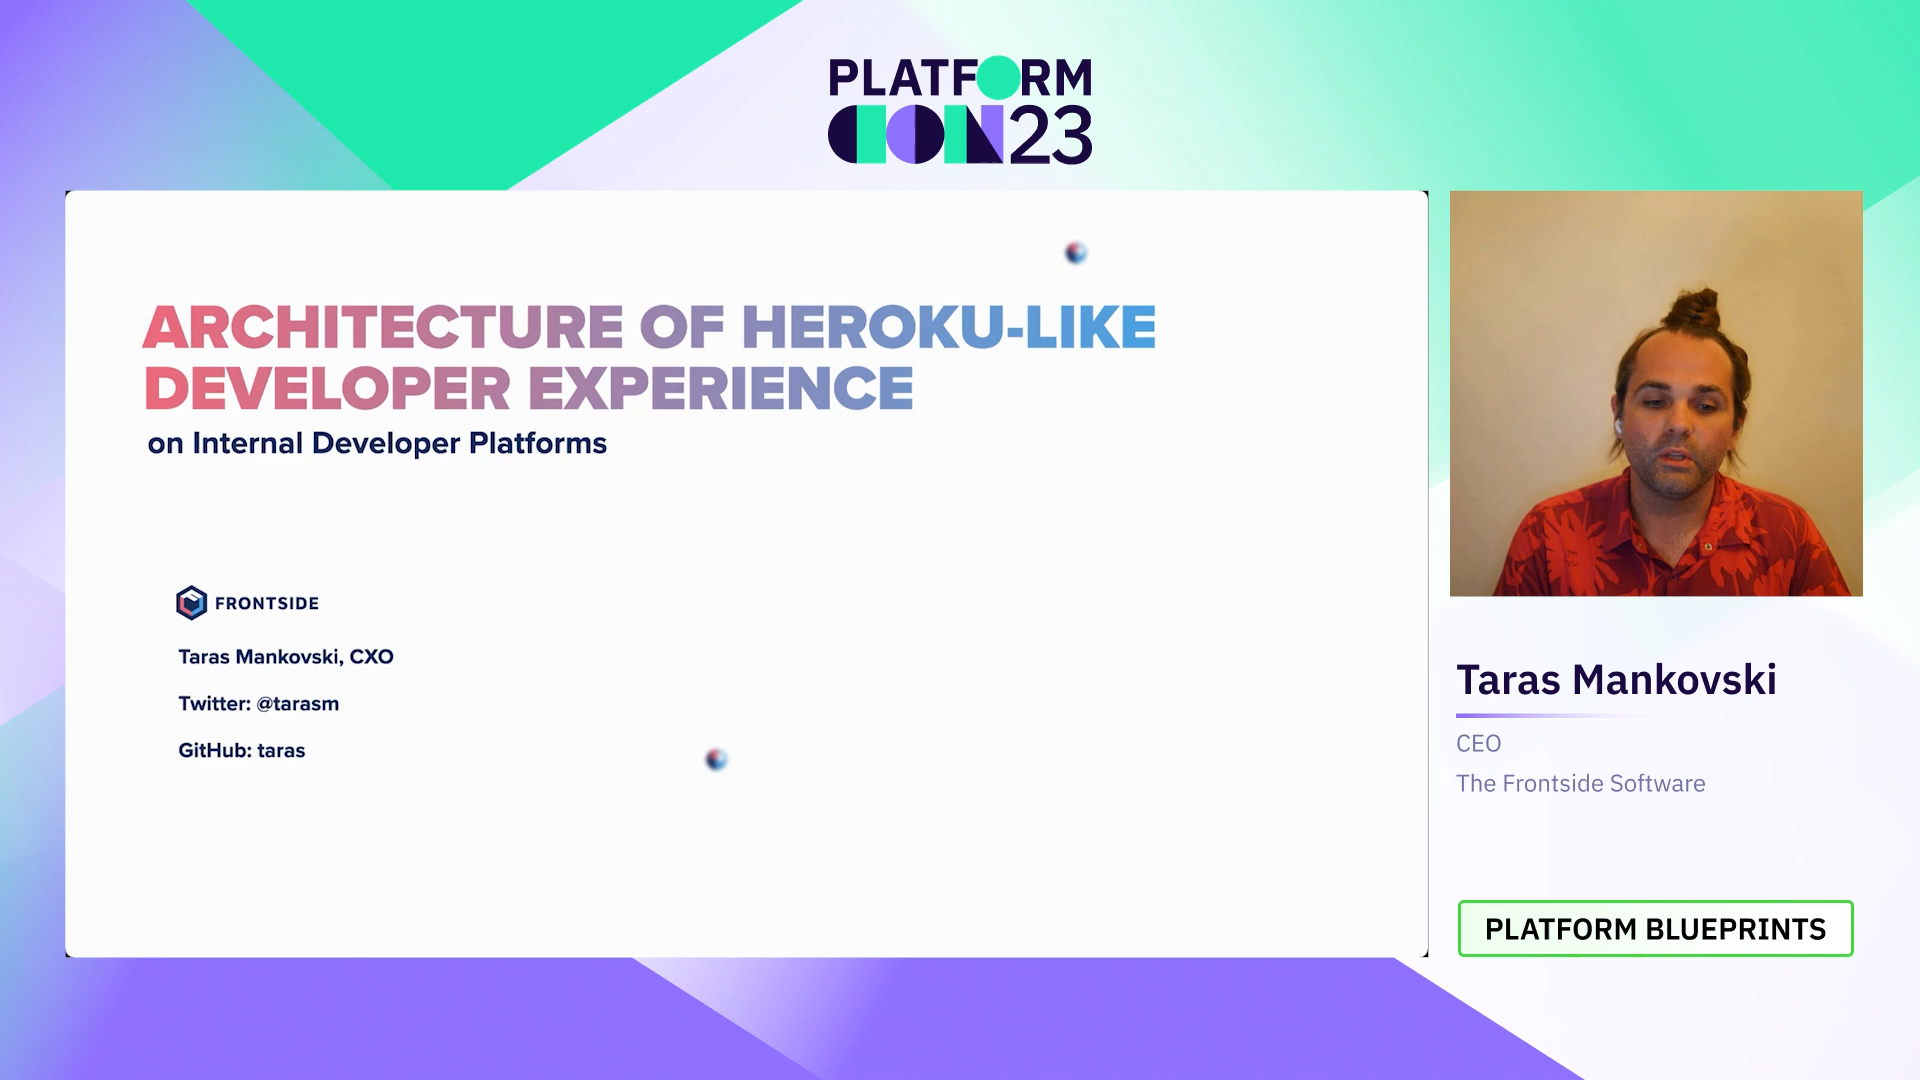 PLATFORM
CON23
ARCHITECTURE OF HEROKU-LIKE
DEVELOPER EXPERIENCE
on Internal Developer Platforms
FRONTSIDE
Taras Mankovski, CXO
Twitter: @tarasm
GitHub: taras
Taras Mankovski
CEO
The Frontside Software
PLATFORM BLUEPRINTS